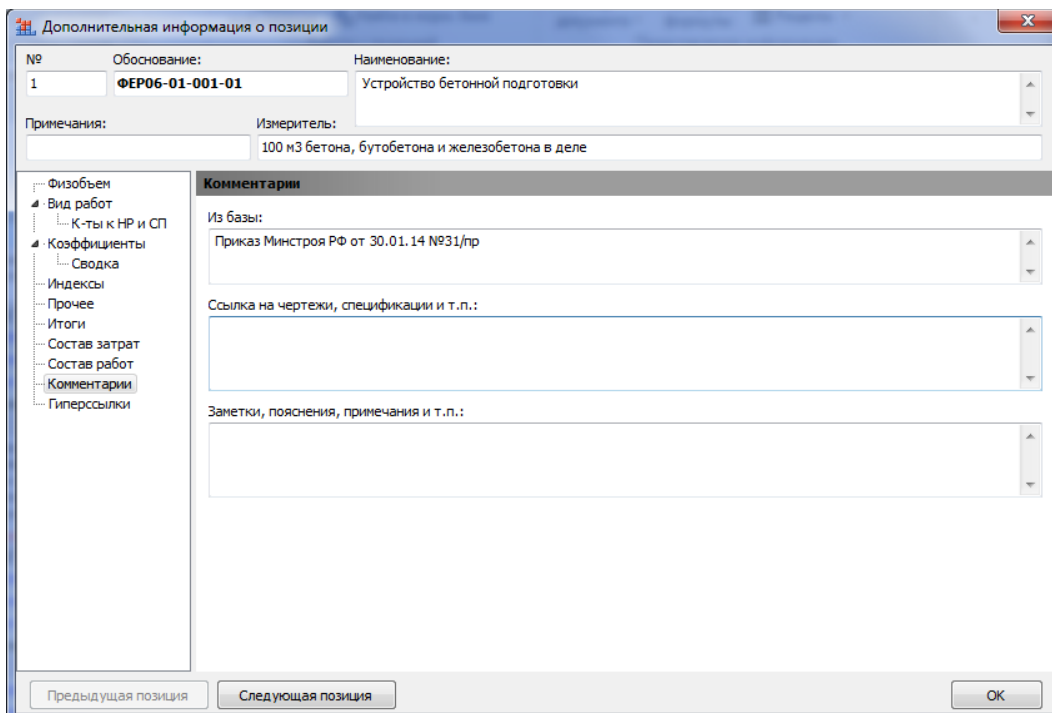 Дополнительная информация о позиции
№ Обоснование: Наименование:
1 ФЕР06-01-001-01 Устройство бетонной подготовки
Примечания: Измеритель:
100 м3 бетона, бутобетона и железобетона в деле
Физобъем
Вид работ
К-ты к НР и СП
Коэффициенты
Сводка
Индексы
Прочее
Итоги
Состав затрат
Состав работ
Комментарии
Гиперссылки
Комментарии
Из базы:
Приказ Минстроя РФ от 30.01.14 №31/пр
Ссылка на чертежи, спецификации и т.п.:
Заметки, пояснения, примечания и т.п.:
Предыдущая позиция Следующая позиция OK